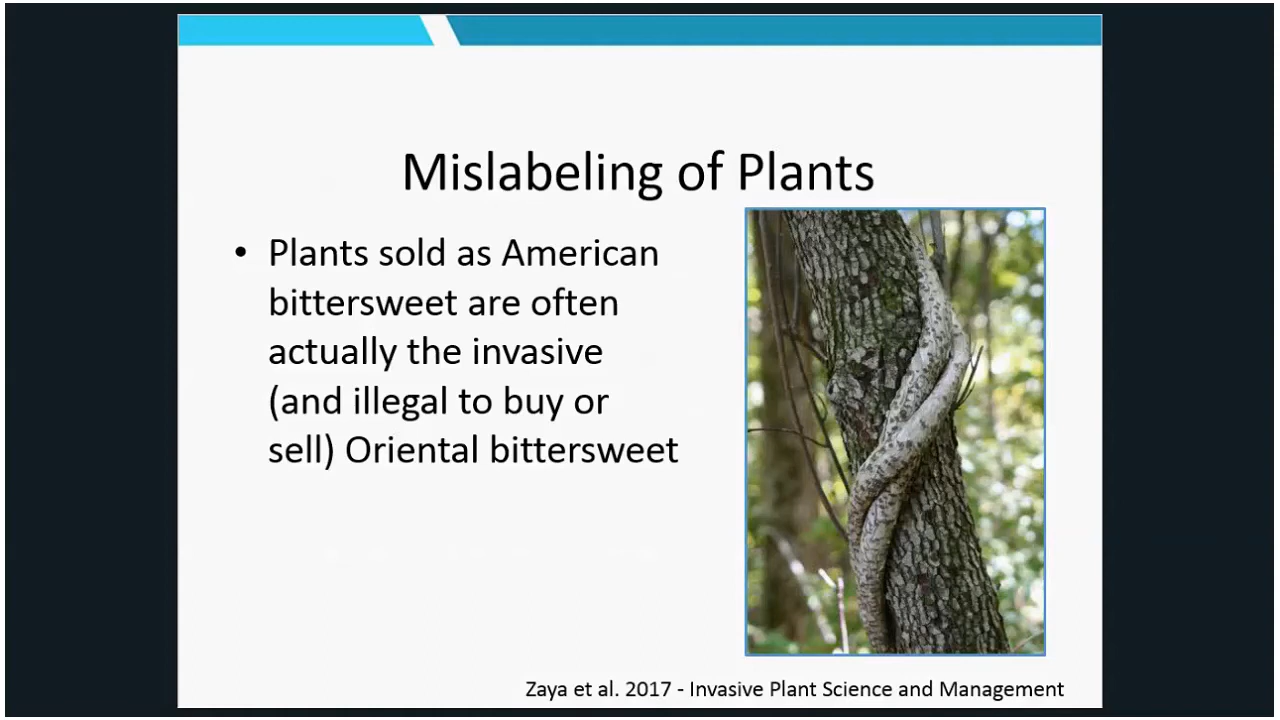 Mislabeling of Plants
• Plants sold as American
bittersweet are often
actually the invasive
(and illegal to buy or
sell) Oriental bittersweet
Zaya et al. 2017 - Invasive Plant Science and Management